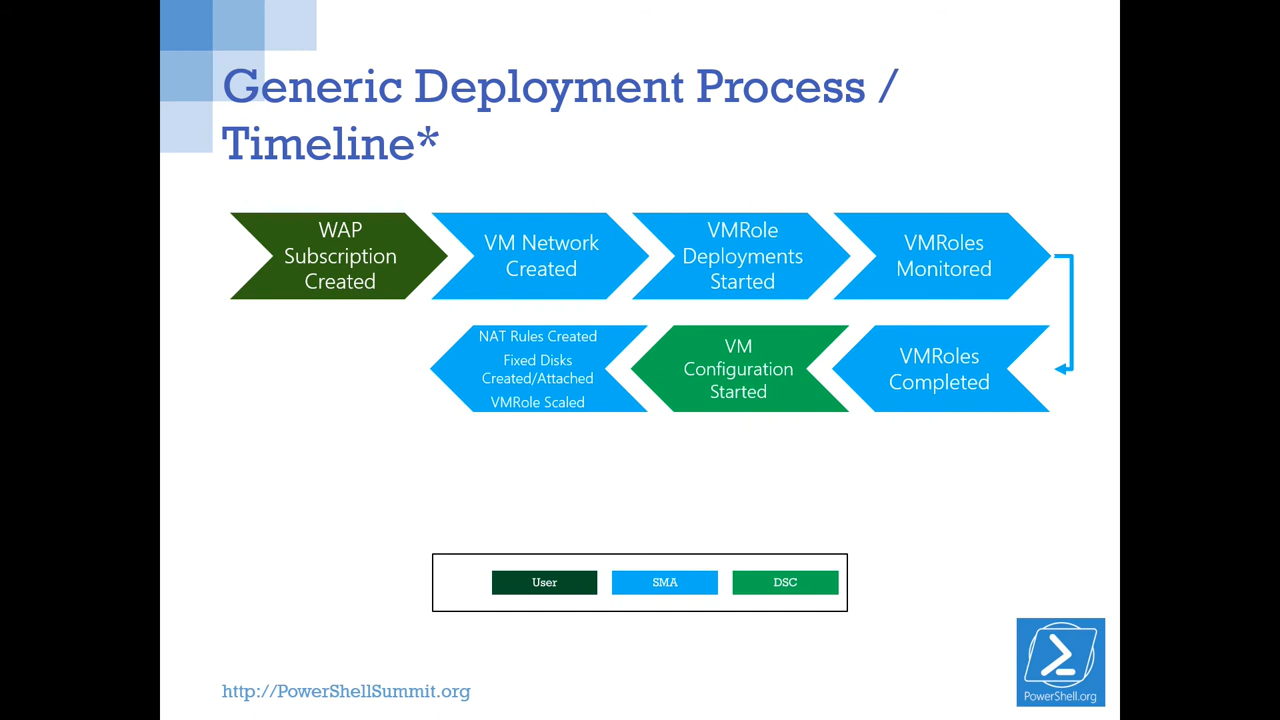 Generic Deployment Process /
Timeline*
WAP
Subscription
Created
VM Network
Created
VMRole
Deployments
Started
VMRoles
Monitored
NAT Rules Created
Fixed Disks
Created/Attached
VMRole Scaled
VM
Configuration
Started
VMRoles
Completed
User
SMA
DSC
http://PowerShellSummit.org
PowerShell.org